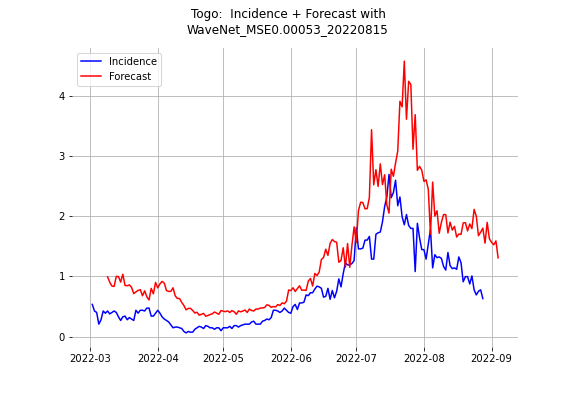 Togo:  Incidence + Forecast with
WaveNet_MSE0.00053_20220815
Incidence
Forecast
4
3
2
1
0
2022-03 2022-04 2022-05 2022-06 2022-07 2022-08 2022-09